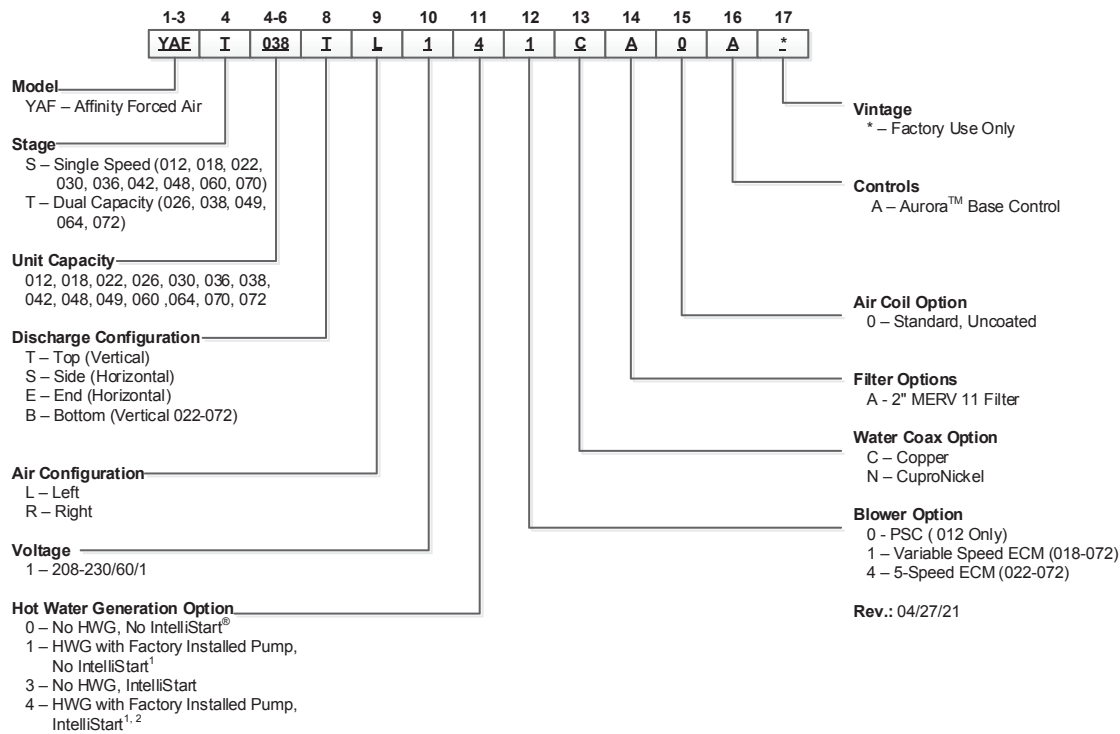 1-3 4 4-6 8 9 10 11 12 13 14 15 16 17
YAF T 038 T L 1 4 1 C A 0 A *
Model
YAF – Affinity Forced Air
Stage
S – Single Speed (012, 018, 022,
030, 036, 042, 048, 060, 070)
T – Dual Capacity (026, 038, 049,
064, 072)
Unit Capacity
012, 018, 022, 026, 030, 036, 038,
042, 048, 049, 060 ,064, 070, 072
Discharge Configuration
T – Top (Vertical)
S – Side (Horizontal)
E – End (Horizontal)
B – Bottom (Vertical 022-072)
Air Configuration
L – Left
R – Right
Voltage
1 – 208-230/60/1
Hot Water Generation Option
0 – No HWG, No IntelliStart®
1 – HWG with Factory Installed Pump,
No IntelliStart1
3 – No HWG, IntelliStart
4 – HWG with Factory Installed Pump,
IntelliStart1, 2
Vintage
* – Factory Use Only
Controls
A – Aurora™ Base Control
Air Coil Option
0 – Standard, Uncoated
Filter Options
A - 2" MERV 11 Filter
Water Coax Option
C – Copper
N – CuproNickel
Blower Option
0 - PSC ( 012 Only)
1 – Variable Speed ECM (018-072)
4 – 5-Speed ECM (022-072)
Rev.: 04/27/21